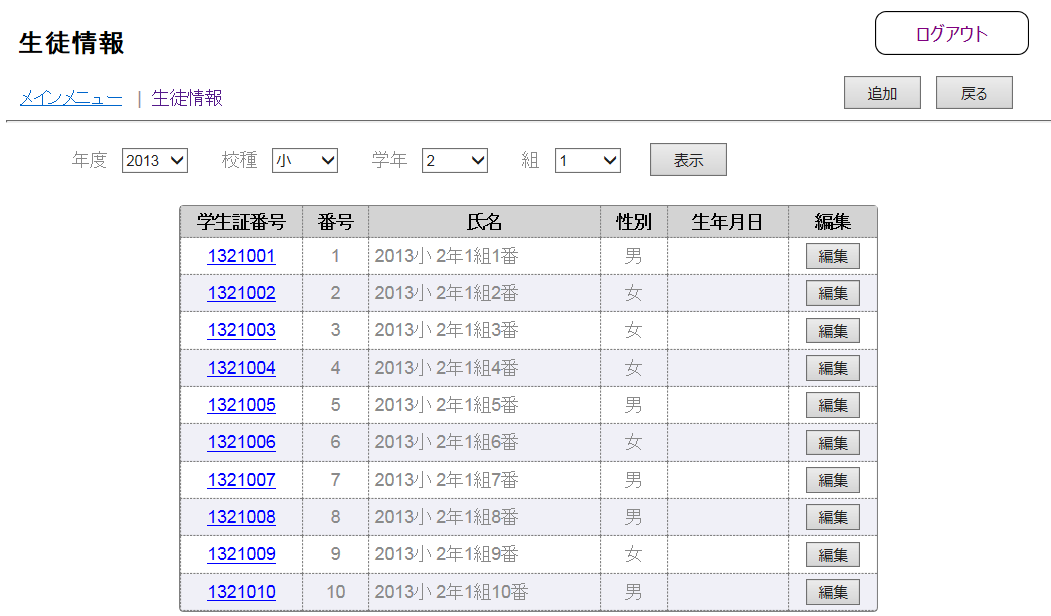 生徒情報
ログアウト
メインメニュー | 生徒情報
追加 戻る
年度 2013 校種 小 学年 2 組 1 表示
学生証番号 番号 氏名 性別 生年月日 編集
1321001 1 2013小 2年1組1番 男 編集
1321002 2 2013小 2年1組2番 女 編集
1321003 3 2013小 2年1組3番 女 編集
1321004 4 2013小 2年1組4番 女 編集
1321005 5 2013小 2年1組5番 男 編集
1321006 6 2013小 2年1組6番 女 編集
1321007 7 2013小 2年1組7番 男 編集
1321008 8 2013小 2年1組8番 男 編集
1321009 9 2013小 2年1組9番 女 編集
1321010 10 2013小 2年1組10番 男 編集